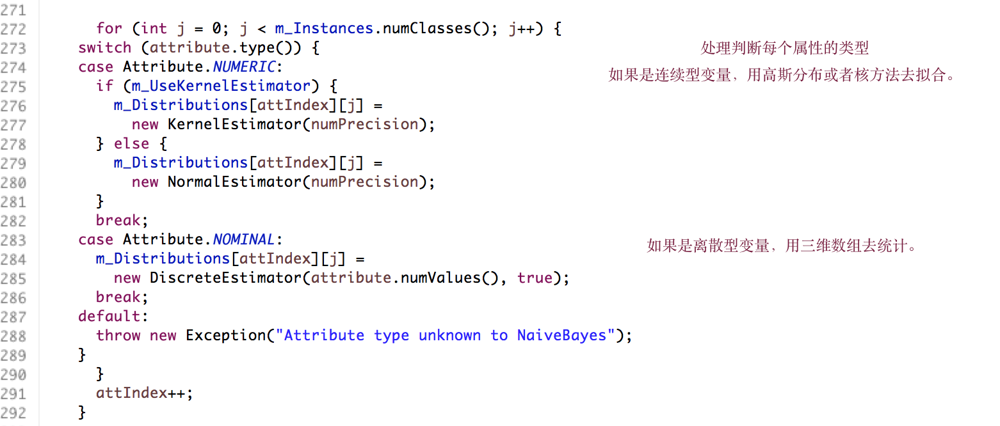 271
272 for (int j = 0; j < m_Instances.numClasses(); j++) {
273 switch (attribute.type()) { 处理判断每个属性的类型
274 case Attribute.NUMERIC: 如果是连续型变量，用高斯分布或者核方法去拟合。
275 if (m_UseKernelEstimator) {
276 m_Distributions[attIndex][j] =
277 new KernelEstimator(numPrecision);
278 } else {
279 m_Distributions[attIndex][j] =
280 new NormalEstimator(numPrecision);
281 }
282 break;
283 case Attribute.NOMINAL: 如果是离散型变量，用三维数组去统计。
284 m_Distributions[attIndex][j] =
285 new DiscreteEstimator(attribute.numValues(), true);
286 break;
287 default:
288 throw new Exception("Attribute type unknown to NaiveBayes");
289 }
290 }
291 attIndex++;
292 }